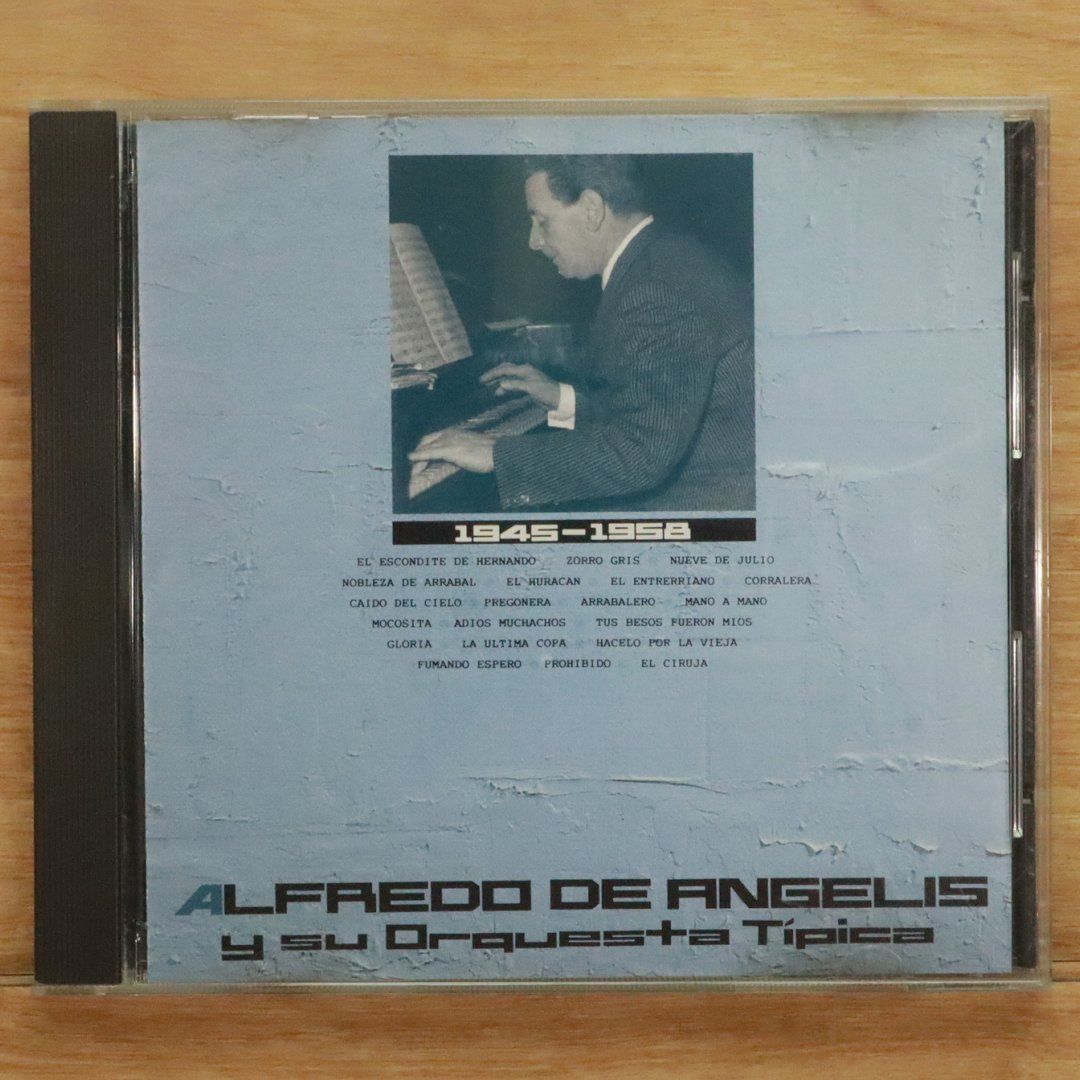 1945-1958
EL ESCONDITE DE HERNANDO ZORRO GRIS NUEVE DE JULIO
NOBLEZA DE ARRABAL EL HURACAN EL ENTRERRIANO CORRALERA
CAIDO DEL CIELO PREGONERA ARRABALERO MANO A MANO
MOCOSITA ADIOS MUCHACHOS TUS BESOS FUERON MIOS
GLORIA LA ULTIMA COPA HACELO POR LA VIEJA
FUMANDO ESPERO PROHIBIDO EL CIRUJA
ALFREDO DE ANGELIS
y su Orquesta Típica